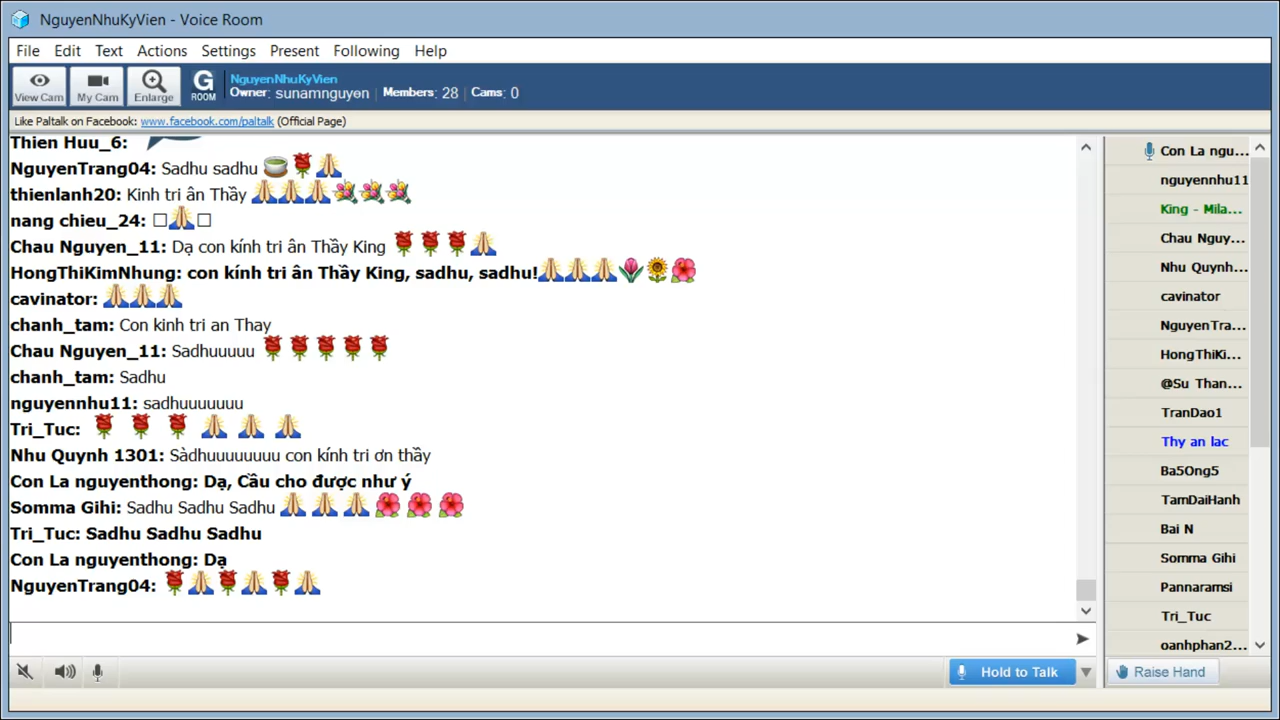 NguyenNhuKyVien - Voice Room
File Edit Text Actions Settings Present Following Help
View Cam My Cam Enlarge G ROOM
NguyenNhuKyVien
Owner: sunamnguyen | Members: 28 | Cams: 0
Like Paltalk on Facebook: www.facebook.com/paltalk (Official Page)
Thien Huu_6:
NguyenTrang04: Sadhu sadhu 🍵🌹🙏
thienlanh20: Kinh tri ân Thầy 🙏🙏🙏💐💐💐
nang chieu_24: □🙏□
Chau Nguyen_11: Dạ con kính tri ân Thầy King 🌹🌹🌹🙏
HongThiKimNhung: con kính tri ân Thầy King, sadhu, sadhu!🙏🙏🙏🌷🌻🌺
cavinator: 🙏🙏🙏
chanh_tam: Con kinh tri an Thay
Chau Nguyen_11: Sadhuuuuu 🌹🌹🌹🌹🌹
chanh_tam: Sadhu
nguyennhu11: sadhuuuuuuu
Tri_Tuc: 🌹 🌹 🌹 🙏 🙏 🙏
Nhu Quynh 1301: Sàdhuuuuuuuu con kính tri ơn thầy
Con La nguyenthong: Dạ, Cầu cho được như ý
Somma Gihi: Sadhu Sadhu Sadhu 🙏 🙏 🙏 🌺 🌺 🌺
Tri_Tuc: Sadhu Sadhu Sadhu
Con La nguyenthong: Dạ
NguyenTrang04: 🌹🙏🌹🙏🌹🙏
Con La ngu...
nguyennhu11
King - Mila...
Chau Nguy...
Nhu Quynh...
cavinator
NguyenTra...
HongThiKi...
@Su Than...
TranDao1
Thy an lac
Ba5Ong5
TamDaiHanh
Bai N
Somma Gihi
Pannaramsi
Tri_Tuc
oanhphan2...
Hold to Talk
Raise Hand